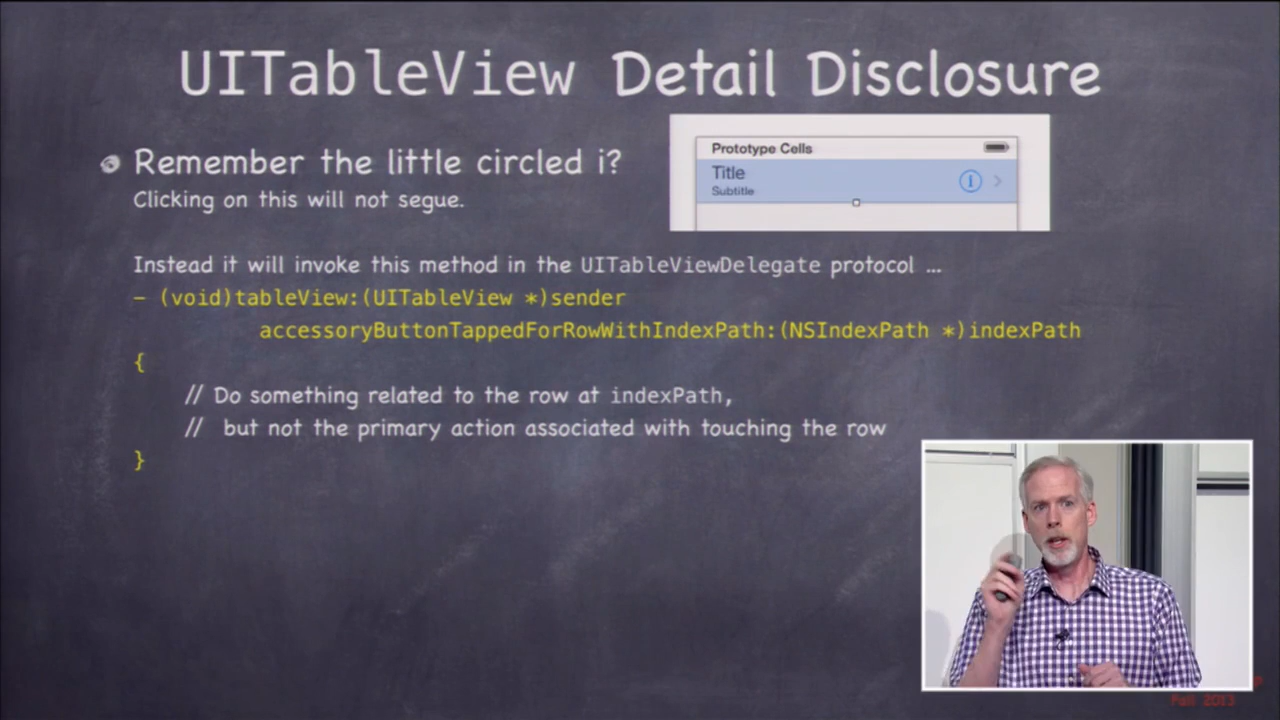 UITableView Detail Disclosure
Remember the little circled i?
Clicking on this will not segue.
Prototype Cells
Title
Subtitle
Instead it will invoke this method in the UITableViewDelegate protocol ...
– (void)tableView:(UITableView *)sender
accessoryButtonTappedForRowWithIndexPath:(NSIndexPath *)indexPath
{
// Do something related to the row at indexPath,
// but not the primary action associated with touching the row
}
Fall 2013